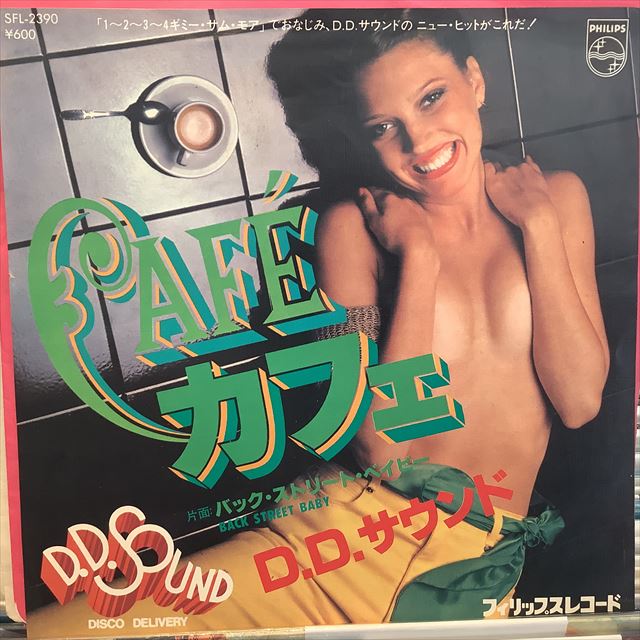 SFL-2390
¥600
「1〜2〜3〜4ギミー・サム・モア」でおなじみ、D.D.サウンドの ニュー・ヒットがこれだ!
PHILIPS
CAFÉ
カフェ
片面:バック・ストリート・ベイビー
BACK STREET BABY
D.D.サウンド
D.D. SOUND
DISCO DELIVERY
フィリップスレコード